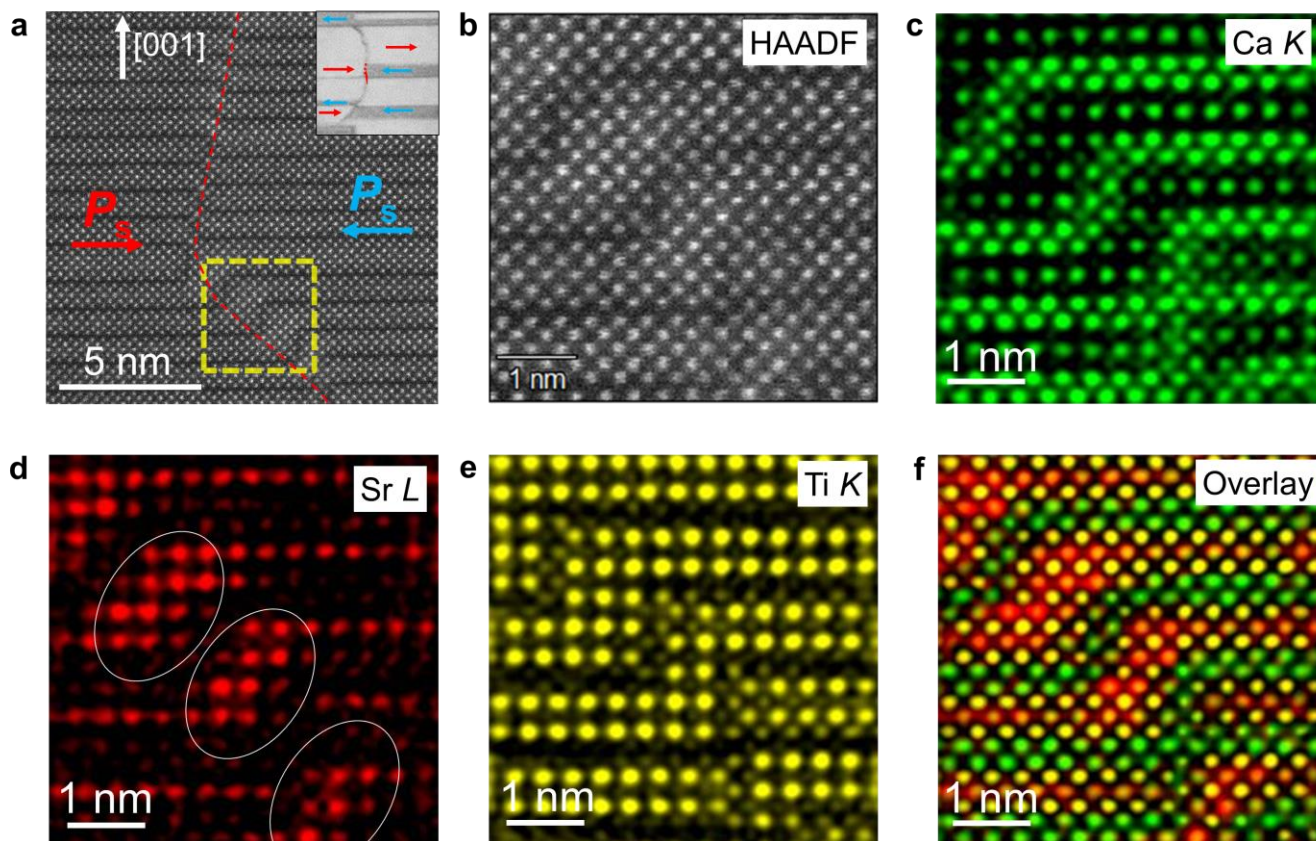 a
[001]
P s
P s
5 nm
b
HAADF
1 nm
c
Ca K
1 nm
d
Sr L
1 nm
e
Ti K
1 nm
f
Overlay
1 nm